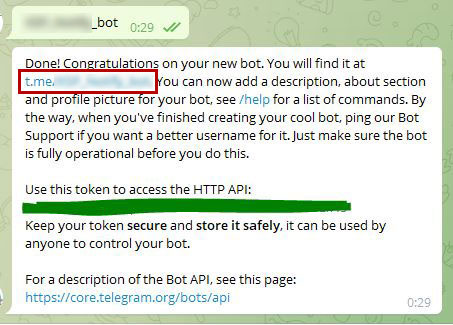 _bot 0:29
Done! Congratulations on your new bot. You will find it at
t.me/ You can now add a description, about section
and profile picture for your bot, see /help for a list of commands. By
the way, when you've finished creating your cool bot, ping our Bot
Support if you want a better username for it. Just make sure the bot
is fully operational before you do this.
Use this token to access the HTTP API:
Keep your token secure and store it safely, it can be used by
anyone to control your bot.
For a description of the Bot API, see this page:
https://core.telegram.org/bots/api 0:29